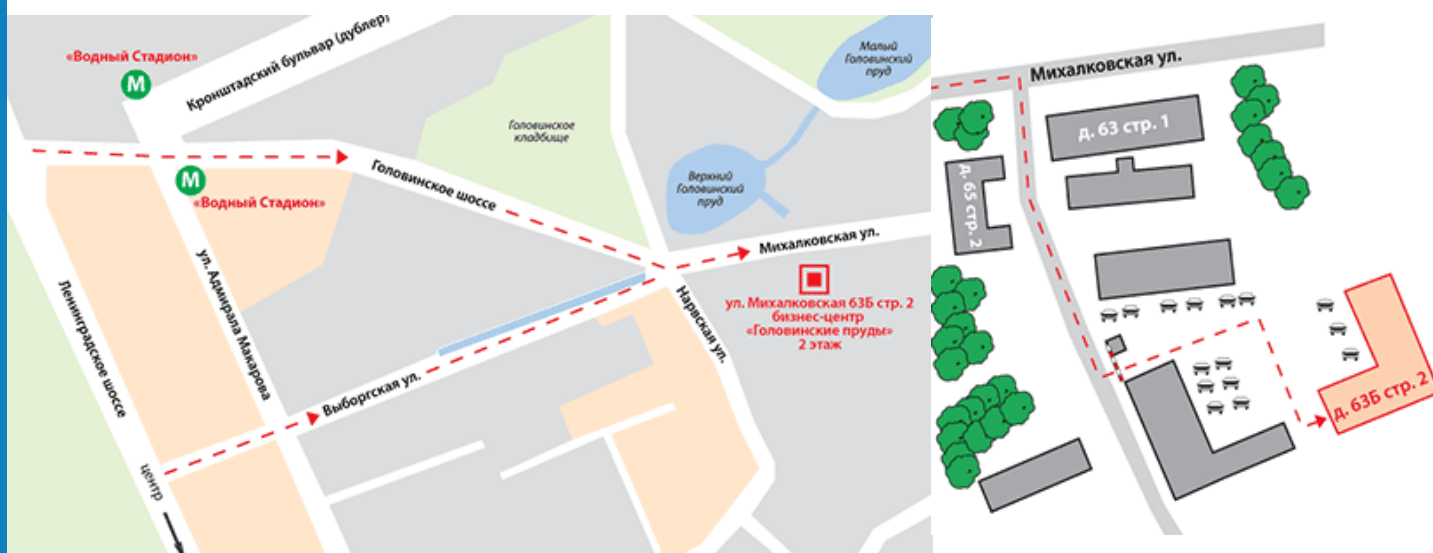 «Водный Стадион»
М
Кронштадский бульвар (дублер)
Малый
Головинский
пруд
Головинское
кладбище
М
«Водный Стадион»
Головинское шоссе
Верхний
Головинский
пруд
Михалковская ул.
ул. Михалковская 63Б стр. 2
бизнес-центр
«Головинские пруды»
2 этаж
Ленинградское шоссе
ул. Адмирала Макарова
Нарвская ул.
Выборгская ул.
центр
Михалковская ул.
д. 63 стр. 1
д. 65 стр. 2
д. 63Б стр. 2